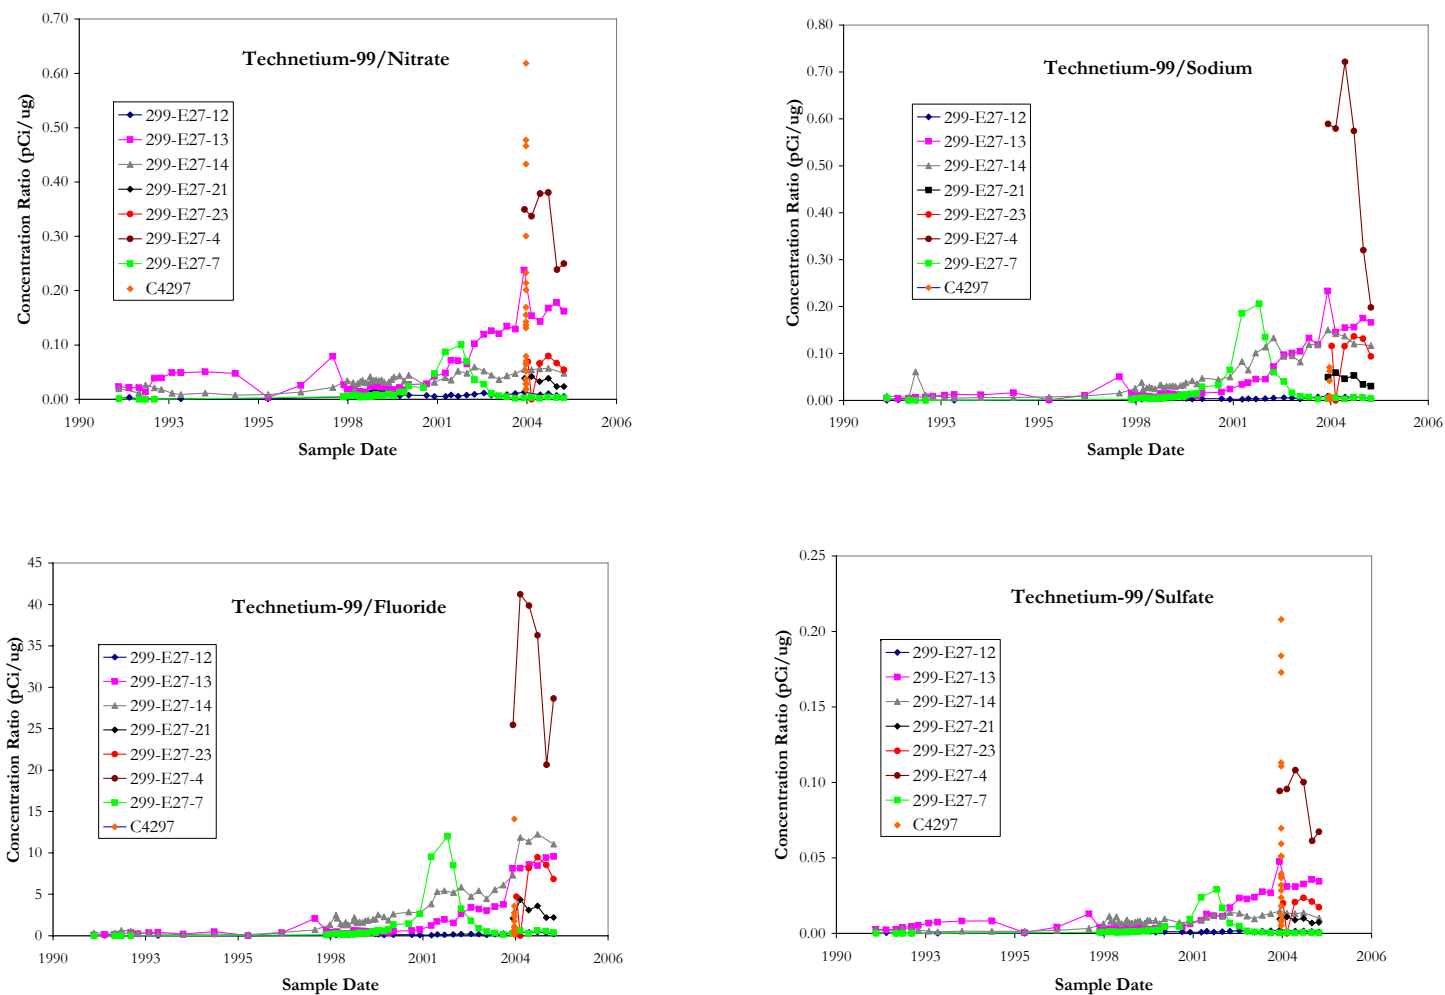 Technetium-99/Nitrate
Concentration Ratio (pCi/ug)
0.70
0.60
0.50
0.40
0.30
0.20
0.10
0.00
299-E27-12
299-E27-13
299-E27-14
299-E27-21
299-E27-23
299-E27-4
299-E27-7
C4297
1990 1993 1995 1998 2001 2004 2006
Sample Date
Technetium-99/Sodium
Concentration Ratio (pCi/ug)
0.80
0.70
0.60
0.50
0.40
0.30
0.20
0.10
0.00
299-E27-12
299-E27-13
299-E27-14
299-E27-21
299-E27-23
299-E27-4
299-E27-7
C4297
1990 1993 1995 1998 2001 2004 2006
Sample Date
Technetium-99/Fluoride
Concentration Ratio (pCi/ug)
45
40
35
30
25
20
15
10
5
0
299-E27-12
299-E27-13
299-E27-14
299-E27-21
299-E27-23
299-E27-4
299-E27-7
C4297
1990 1993 1995 1998 2001 2004 2006
Sample Date
Technetium-99/Sulfate
Concentration Ratio (pCi/ug)
0.25
0.20
0.15
0.10
0.05
0.00
299-E27-12
299-E27-13
299-E27-14
299-E27-21
299-E27-23
299-E27-4
299-E27-7
C4297
1990 1993 1995 1998 2001 2004 2006
Sample Date